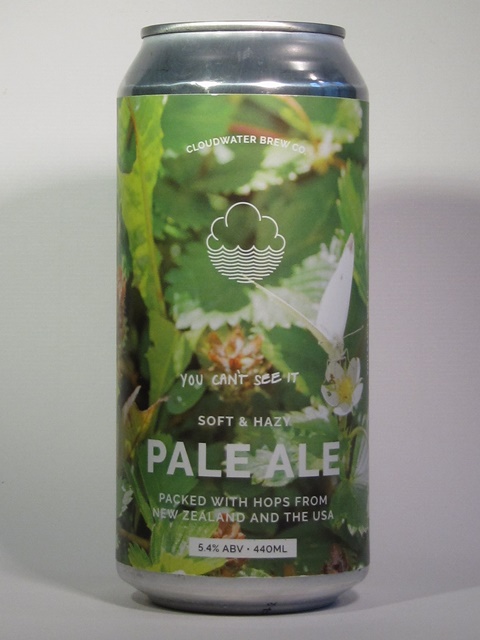 CLOUDWATER BREW CO.
YOU CAN'T SEE IT
SOFT & HAZY
PALE ALE
PACKED WITH HOPS FROM
NEW ZEALAND AND THE USA
5.4% ABV • 440ML